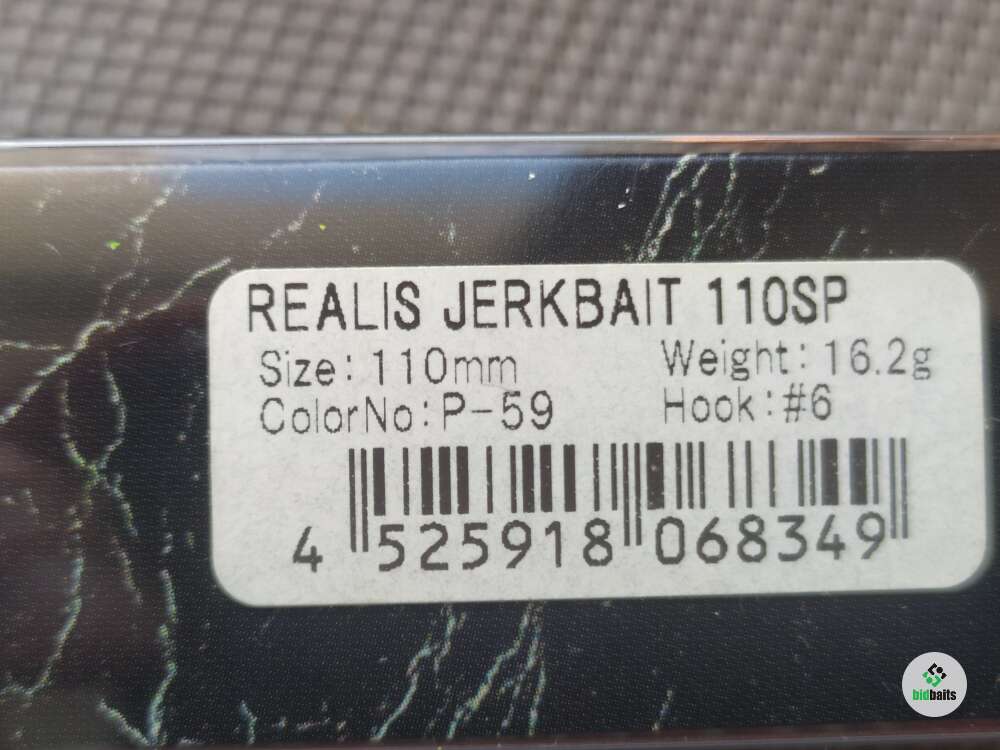 REALIS JERKBAIT 110SP
Size: 110mm Weight: 16.2g
ColorNo: P-59 Hook: #6
4 525918 068349
bidbaits